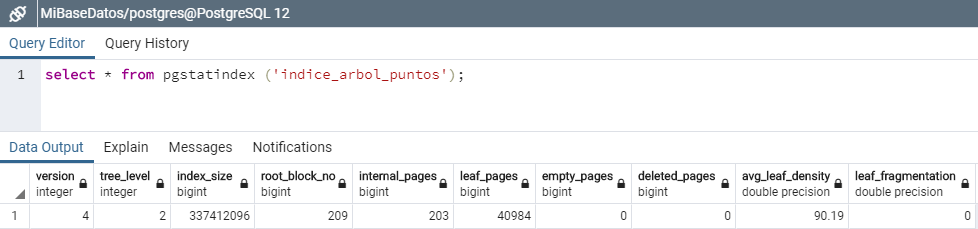 MiBaseDatos/postgres@PostgreSQL 12
Query Editor Query History
1 select * from pgstatindex ('indice_arbol_puntos');
Data Output Explain Messages Notifications
version tree_level index_size root_block_no internal_pages leaf_pages empty_pages deleted_pages avg_leaf_density leaf_fragmentation
integer integer bigint bigint bigint bigint bigint bigint double precision double precision
1 4 2 337412096 209 203 40984 0 0 90.19 0